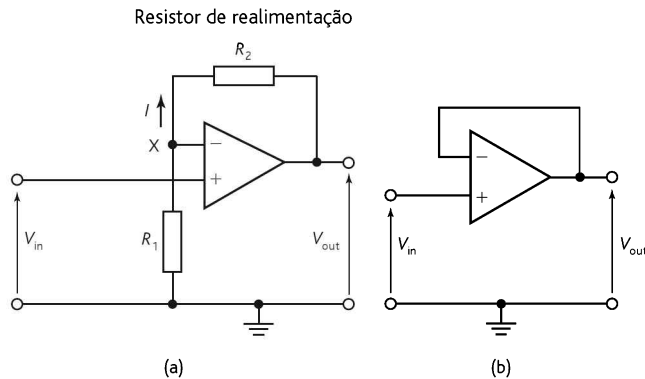 Resistor de realimentação
R2
I
X
−
+
R1
Vin
Vout
(a)
−
+
Vin
Vout
(b)